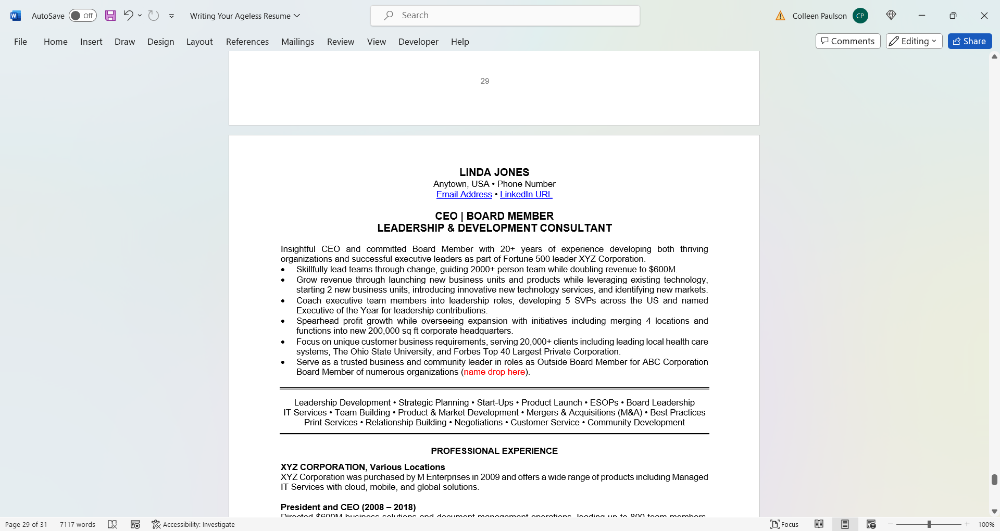 AutoSave Off Writing Your Ageless Resume Search Colleen Paulson CP
File Home Insert Draw Design Layout References Mailings Review View Developer Help Comments Editing Share
29
LINDA JONES
Anytown, USA • Phone Number
Email Address • LinkedIn URL
CEO | BOARD MEMBER
LEADERSHIP & DEVELOPMENT CONSULTANT
Insightful CEO and committed Board Member with 20+ years of experience developing both thriving
organizations and successful executive leaders as part of Fortune 500 leader XYZ Corporation.
• Skillfully lead teams through change, guiding 2000+ person team while doubling revenue to $600M.
• Grow revenue through launching new business units and products while leveraging existing technology,
starting 2 new business units, introducing innovative new technology services, and identifying new markets.
• Coach executive team members into leadership roles, developing 5 SVPs across the US and named
Executive of the Year for leadership contributions.
• Spearhead profit growth while overseeing expansion with initiatives including merging 4 locations and
functions into new 200,000 sq ft corporate headquarters.
• Focus on unique customer business requirements, serving 20,000+ clients including leading local health care
systems, The Ohio State University, and Forbes Top 40 Largest Private Corporation.
• Serve as a trusted business and community leader in roles as Outside Board Member for ABC Corporation
Board Member of numerous organizations (name drop here).
Leadership Development • Strategic Planning • Start-Ups • Product Launch • ESOPs • Board Leadership
IT Services • Team Building • Product & Market Development • Mergers & Acquisitions (M&A) • Best Practices
Print Services • Relationship Building • Negotiations • Customer Service • Community Development
PROFESSIONAL EXPERIENCE
XYZ CORPORATION, Various Locations
XYZ Corporation was purchased by M Enterprises in 2009 and offers a wide range of products including Managed
IT Services with cloud, mobile, and global solutions.
President and CEO (2008 – 2018)
Directed $600M business solutions and document management operations, leading up to 800 team members,
Page 29 of 31 7117 words Accessibility: Investigate Focus 100%